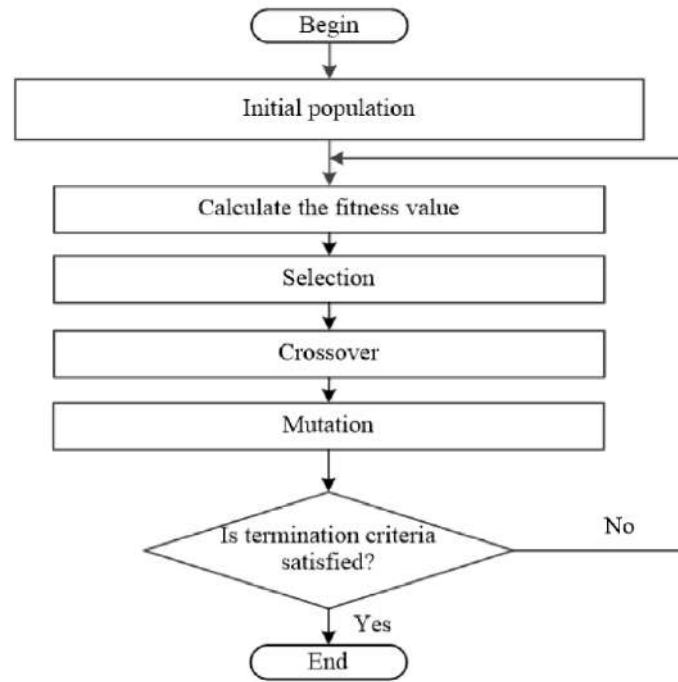 Begin
Initial population
Calculate the fitness value
Selection
Crossover
Mutation
Is termination criteria
satisfied?
No
Yes
End